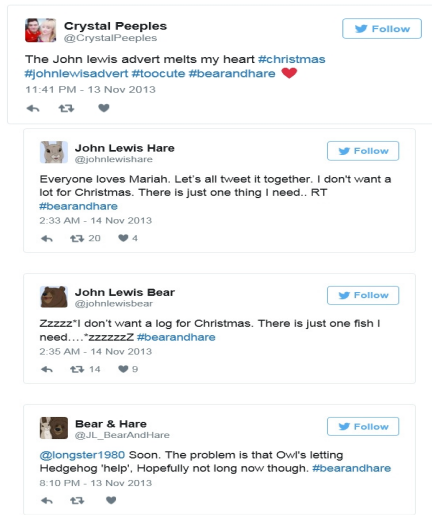 Crystal Peeples
@CrystalPeeples
Follow
The John lewis advert melts my heart #christmas
#johnlewisadvert #toocute #bearandhare ❤
11:41 PM - 13 Nov 2013
John Lewis Hare
@johnlewishare
Follow
Everyone loves Mariah. Let's all tweet it together. I don't want a
lot for Christmas. There is just one thing I need.. RT
#bearandhare
2:33 AM - 14 Nov 2013
20 4
John Lewis Bear
@johnlewisbear
Follow
Zzzzz*I don't want a log for Christmas. There is just one fish I
need....*zzzzzzZ #bearandhare
2:35 AM - 14 Nov 2013
14 9
Bear & Hare
@JL_BearAndHare
Follow
@longster1980 Soon. The problem is that Owl's letting
Hedgehog 'help', Hopefully not long now though. #bearandhare
8:10 PM - 13 Nov 2013